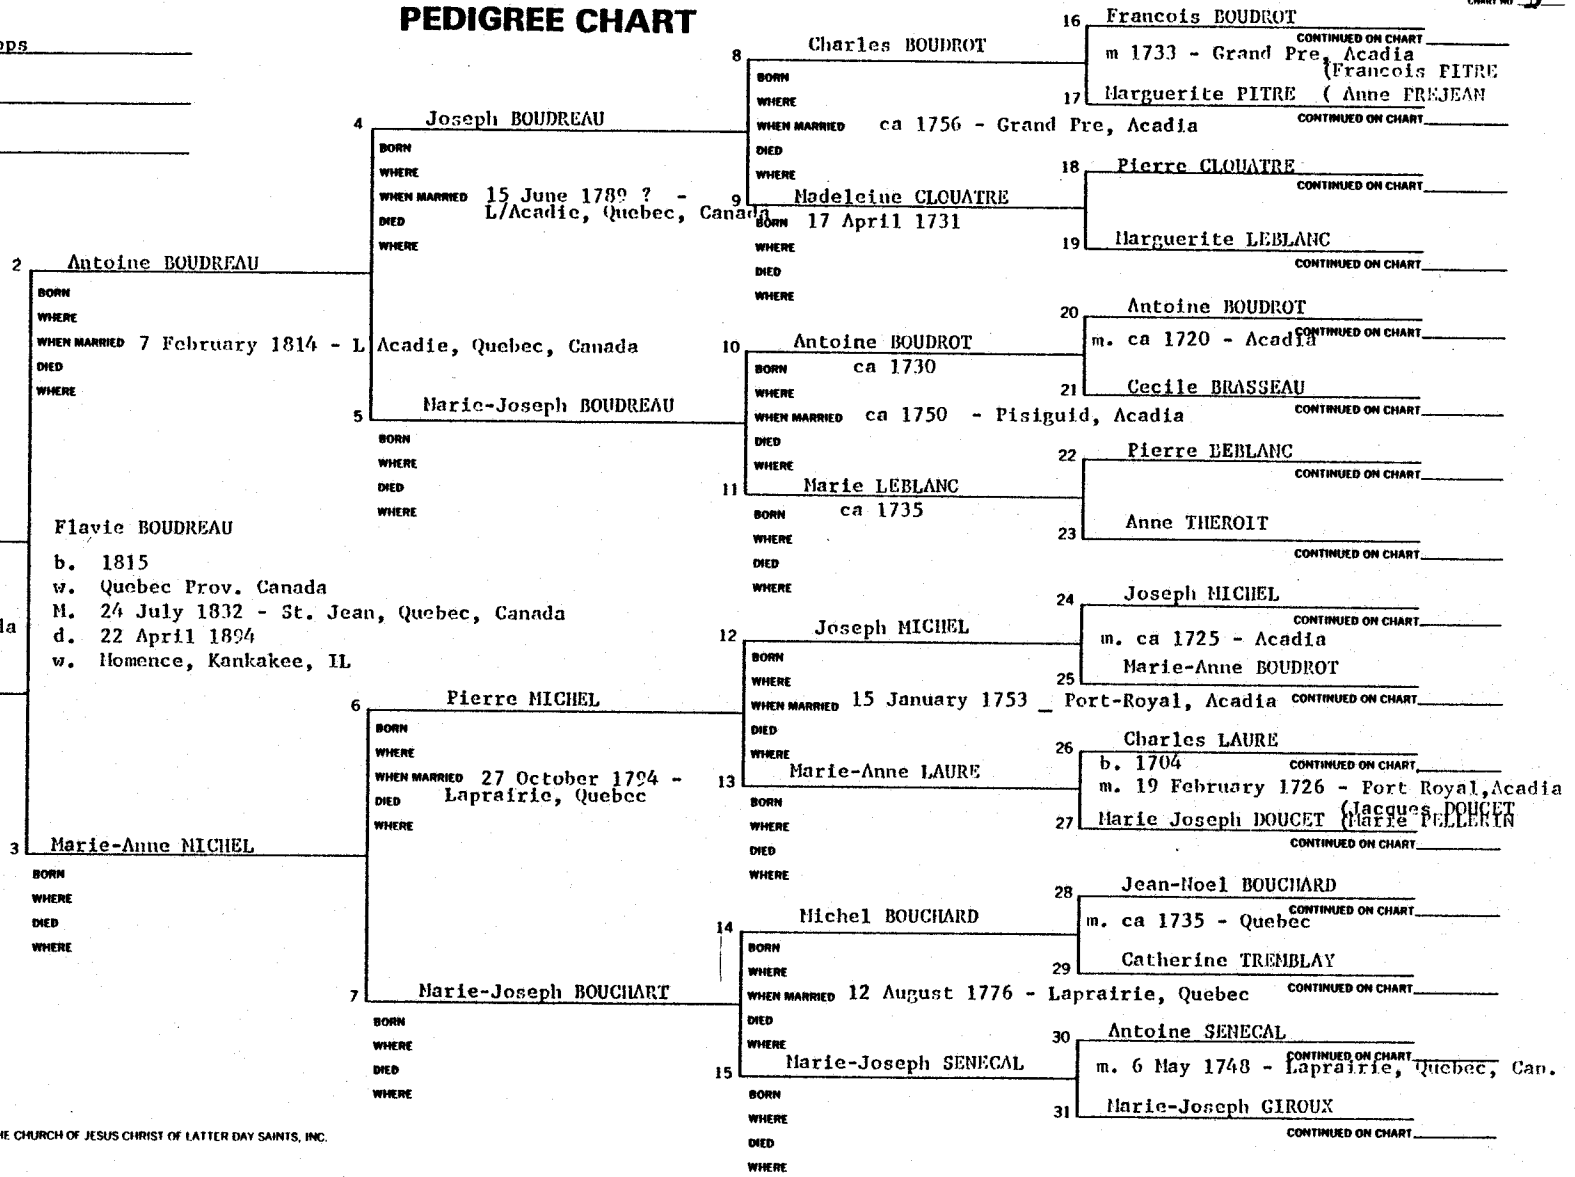 PEDIGREE CHART
CHART NO
ops
da
2 Antoine BOUDREAU
BORN
WHERE
WHEN MARRIED 7 February 1814 - L Acadie, Quebec, Canada
DIED
WHERE
Flavie BOUDREAU
b. 1815
w. Quebec Prov. Canada
M. 24 July 1832 - St. Jean, Quebec, Canada
d. 22 April 1894
w. Momence, Kankakee, IL
3 Marie-Anne MICHEL
BORN
WHERE
DIED
WHERE
HE CHURCH OF JESUS CHRIST OF LATTER DAY SAINTS, INC.
4 Joseph BOUDREAU
BORN
WHERE
WHEN MARRIED 15 June 1789 ? -
L/Acadie, Quebec, Canada
DIED
WHERE
5 Marie-Joseph BOUDREAU
BORN
WHERE
DIED
WHERE
6 Pierre MICHEL
BORN
WHERE
WHEN MARRIED 27 October 1794 -
DIED Laprairie, Quebec
WHERE
7 Marie-Joseph BOUCHART
BORN
WHERE
DIED
WHERE
8 Charles BOUDROT
BORN
WHERE
WHEN MARRIED ca 1756 - Grand Pre, Acadia
DIED
WHERE
9 Madeleine CLOUATRE
BORN 17 April 1731
WHERE
DIED
WHERE
10 Antoine BOUDROT
BORN ca 1730
WHERE
WHEN MARRIED ca 1750 - Pisiguid, Acadia
DIED
WHERE
11 Marie LEBLANC
BORN ca 1735
WHERE
DIED
WHERE
12 Joseph MICHEL
BORN
WHERE
WHEN MARRIED 15 January 1753 _ Port-Royal, Acadia
DIED
WHERE
13 Marie-Anne LAURE
BORN
WHERE
DIED
WHERE
14 Michel BOUCHARD
BORN
WHERE
WHEN MARRIED 12 August 1776 - Laprairie, Quebec
DIED
WHERE
15 Marie-Joseph SENECAL
BORN
WHERE
DIED
WHERE
16 Francois BOUDROT
CONTINUED ON CHART
m 1733 - Grand Pre, Acadia
(Francois PITRE
17 Marguerite PITRE ( Anne PREJEAN
CONTINUED ON CHART
18 Pierre CLOUATRE
CONTINUED ON CHART
19 Marguerite LEBLANC
CONTINUED ON CHART
20 Antoine BOUDROT
CONTINUED ON CHART
m. ca 1720 - Acadia
21 Cecile BRASSEAU
CONTINUED ON CHART
22 Pierre LEBLANC
CONTINUED ON CHART
23 Anne THEROIT
CONTINUED ON CHART
24 Joseph MICHEL
CONTINUED ON CHART
m. ca 1725 - Acadia
25 Marie-Anne BOUDROT
CONTINUED ON CHART
26 Charles LAURE
b. 1704 CONTINUED ON CHART
m. 19 February 1726 - Port Royal,Acadia
(Jacques DOUCET
27 Marie Joseph DOUCET (Marie PELLERIN
CONTINUED ON CHART
28 Jean-Noel BOUCHARD
CONTINUED ON CHART
m. ca 1735 - Quebec
29 Catherine TREMBLAY
CONTINUED ON CHART
30 Antoine SENECAL
CONTINUED ON CHART
m. 6 May 1748 - Laprairie, Quebec, Can.
31 Marie-Joseph GIROUX
CONTINUED ON CHART